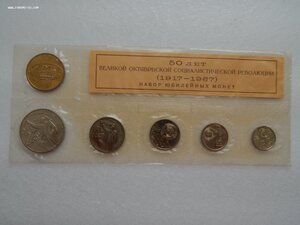 50 ЛЕТ
ВЕЛИКОЙ ОКТЯБРЬСКОЙ СОЦИАЛИСТИЧЕСКОЙ РЕВОЛЮЦИИ
(1917-1967)
НАБОР ЮБИЛЕЙНЫХ МОНЕТ